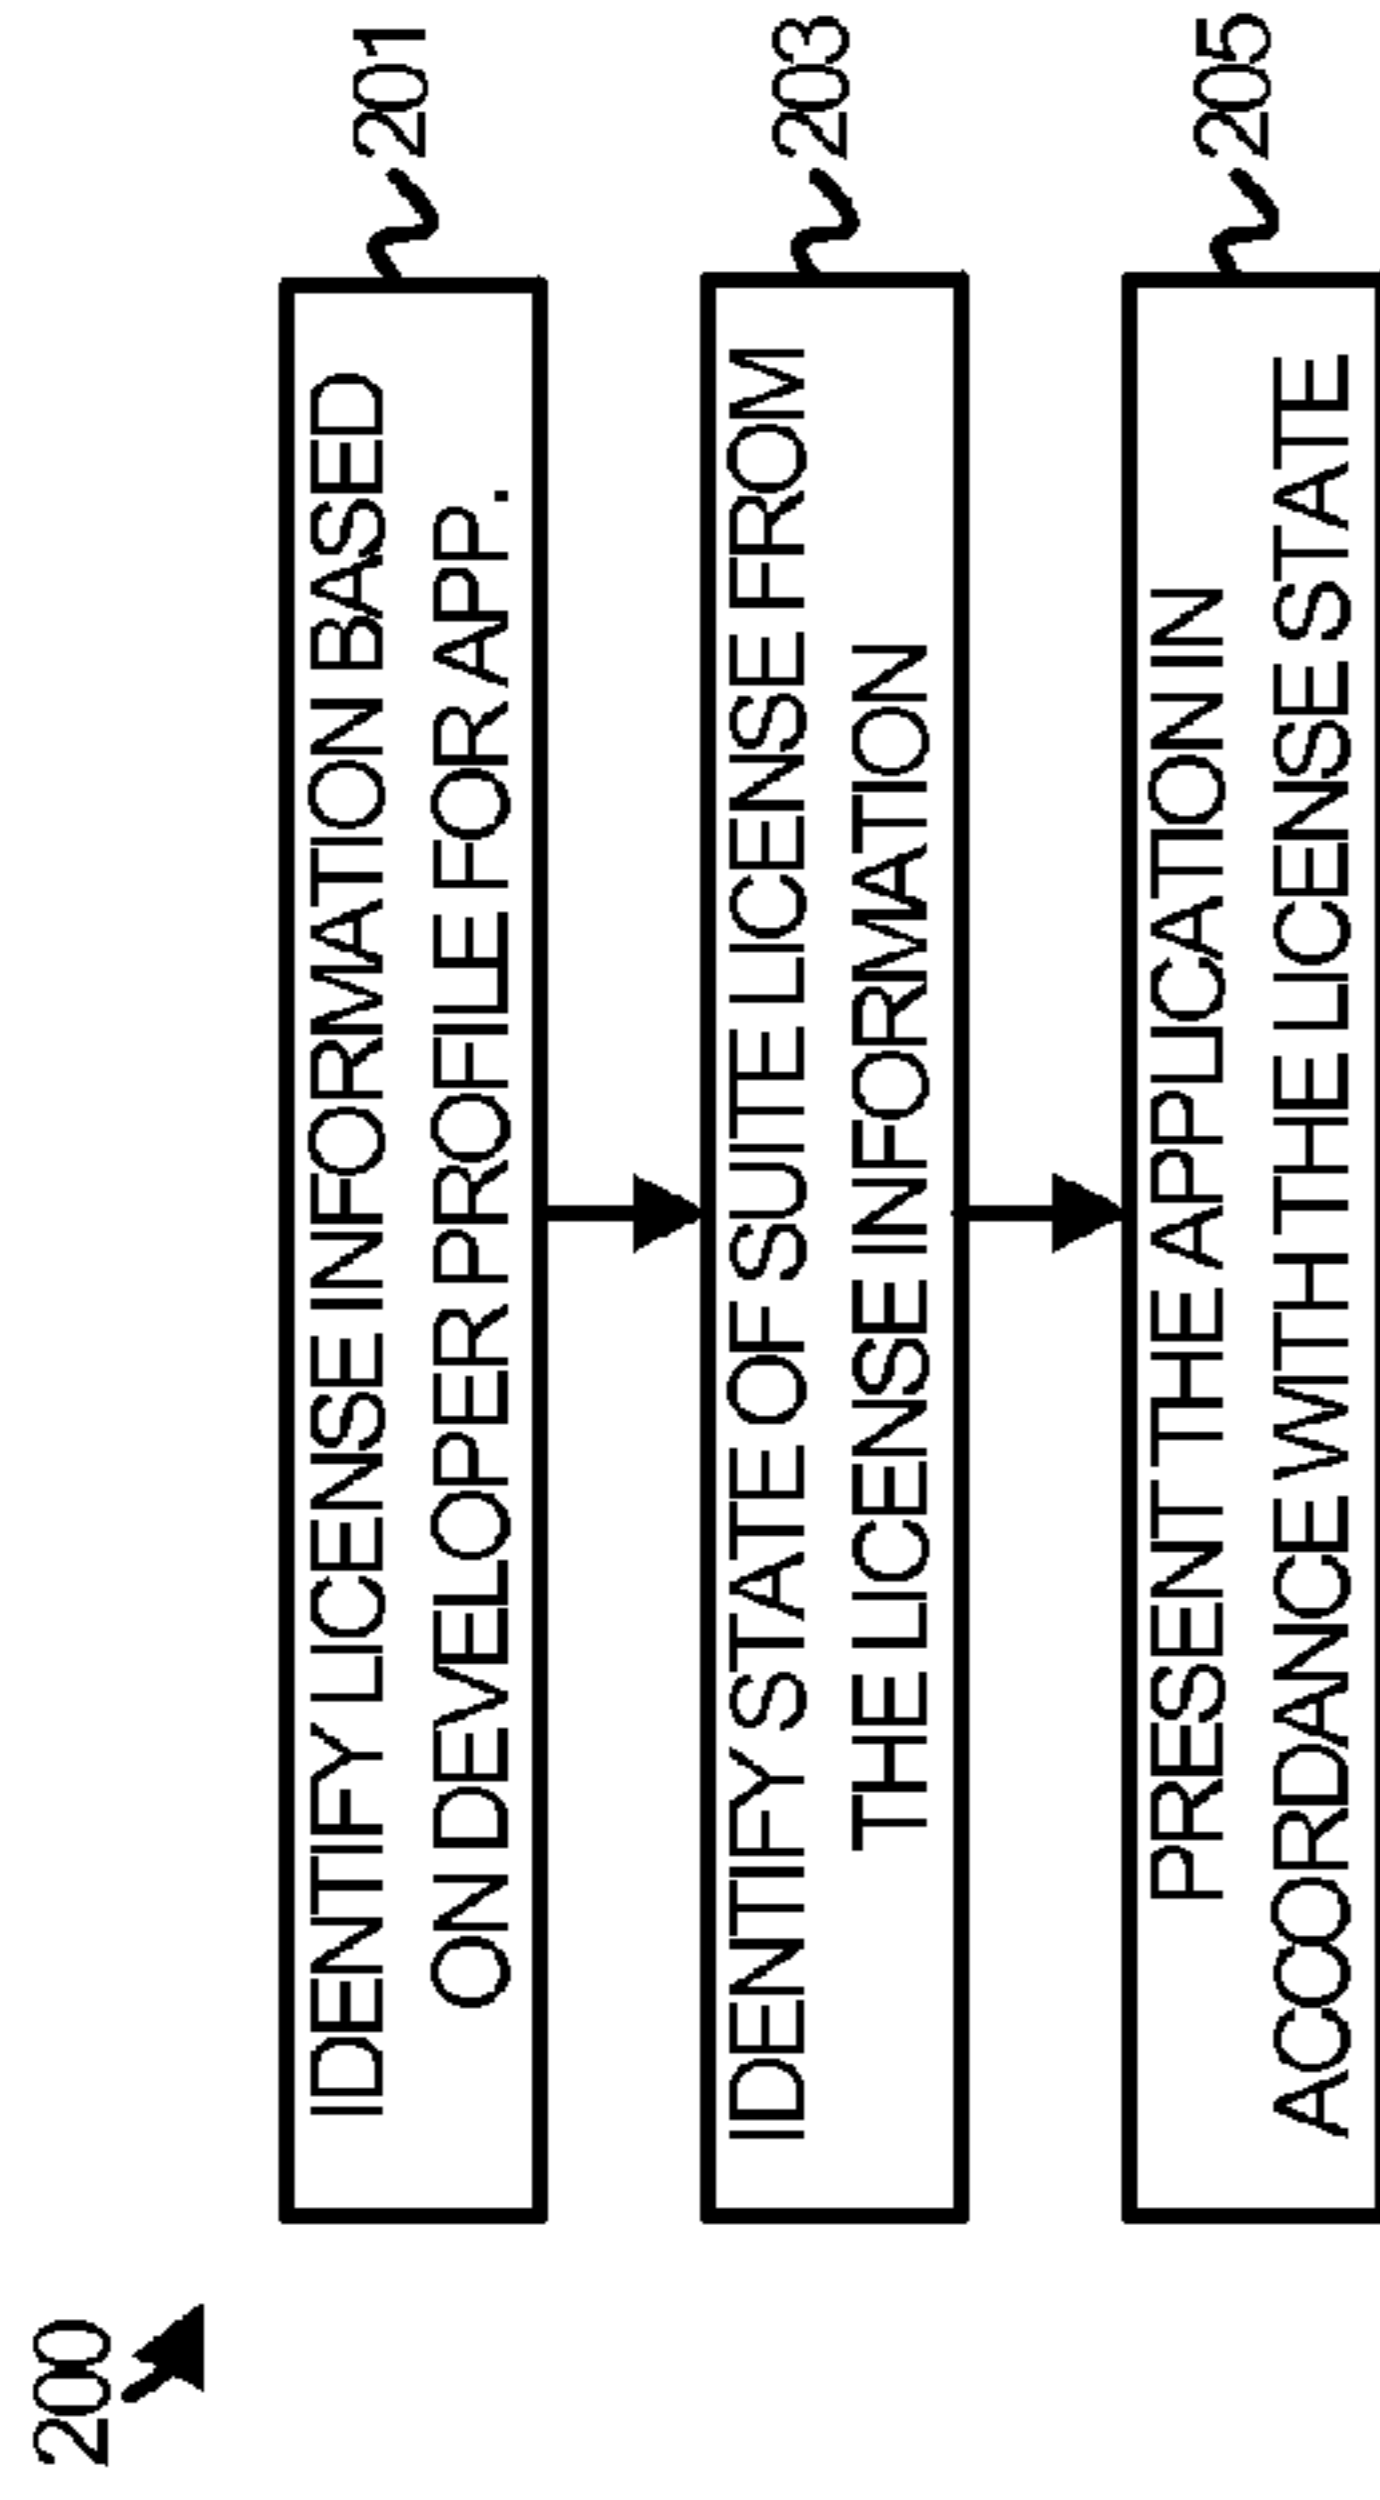 200
IDENTIFY LICENSE INFORMATION BASED
ON DEVELOPER PROFILE FOR APP.
201
IDENTIFY STATE OF SUITE LICENSE FROM
THE LICENSE INFORMATION
203
PRESENT THE APPLICATION IN
ACCORDANCE WITH THE LICENSE STATE
205